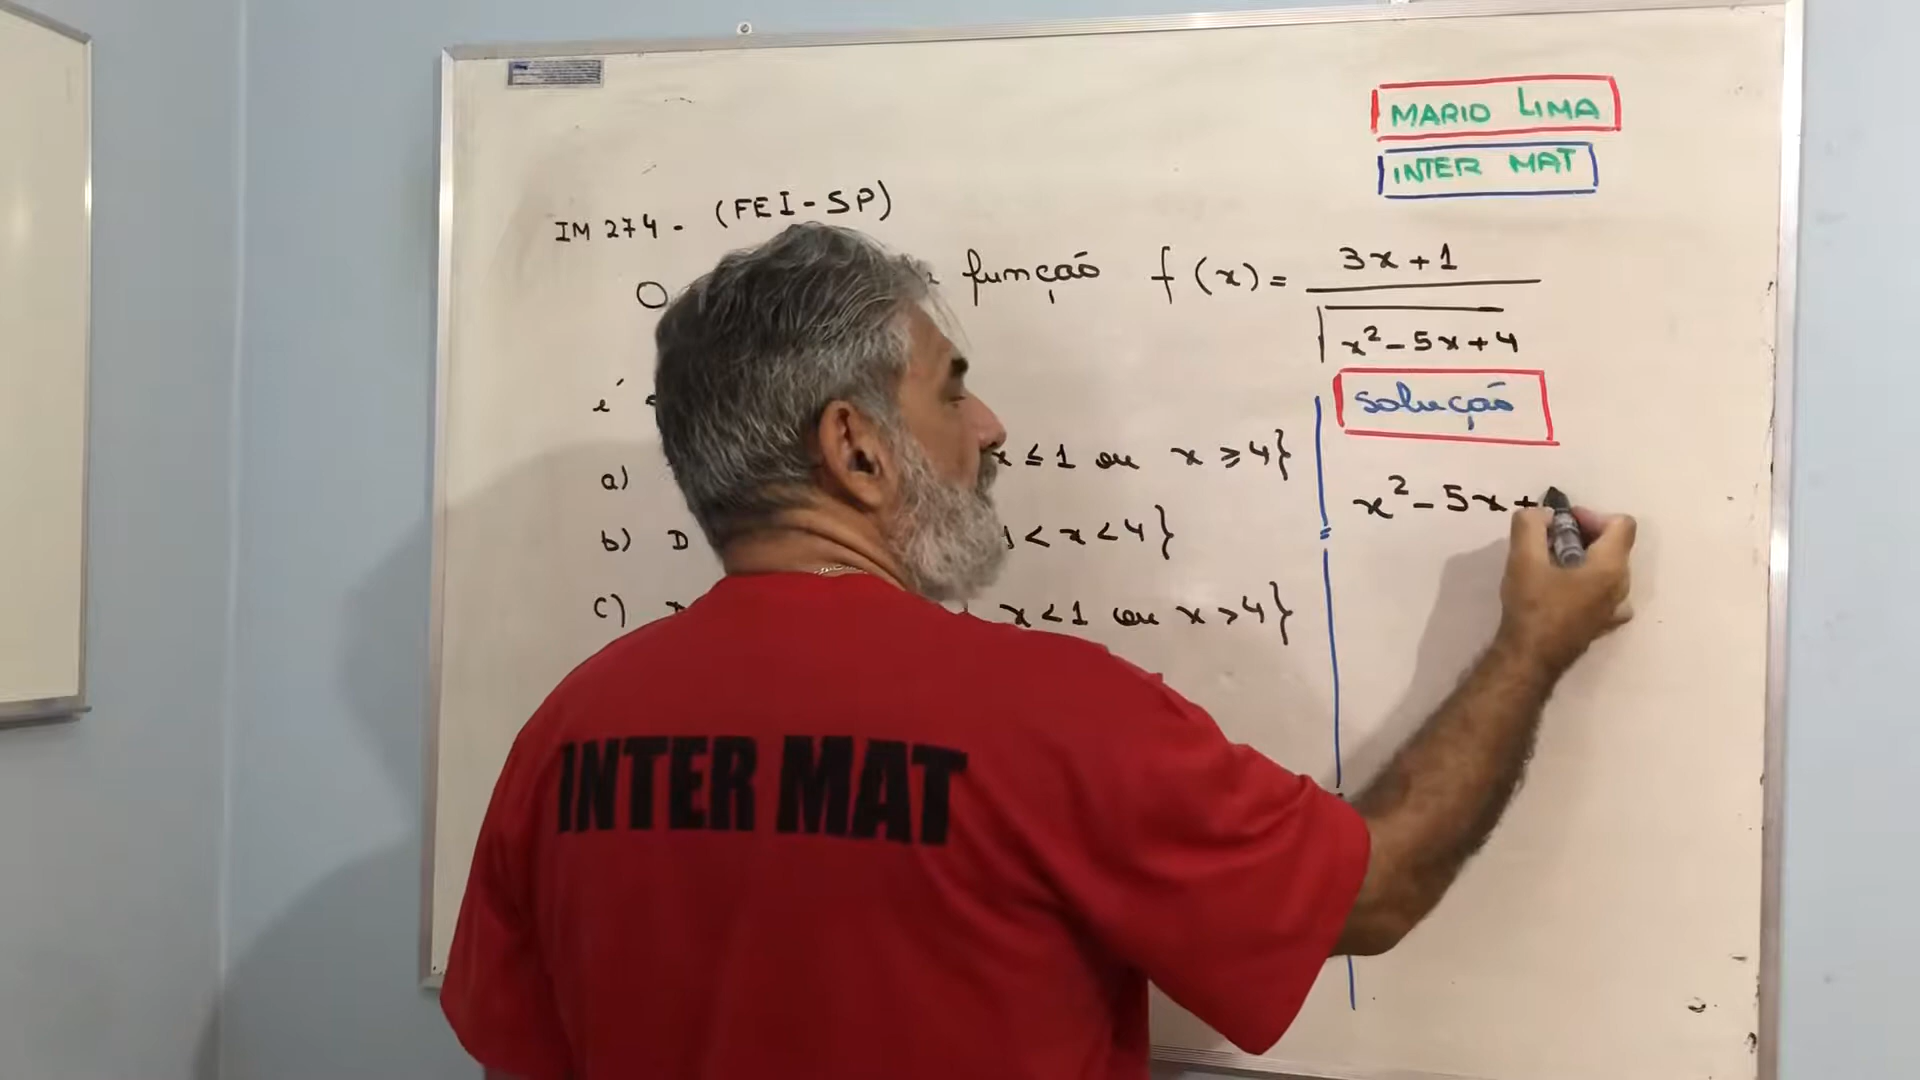 MARIO LIMA
INTER MAT
IM 274 - (FEI-SP)
O função f(x) = 3x+1
√x²-5x+4
é
solução
a) x ≤ 1 ou x ⩾ 4}
x² - 5x +
b) D 1 < x < 4}
c) x < 1 ou x > 4}
INTER MAT